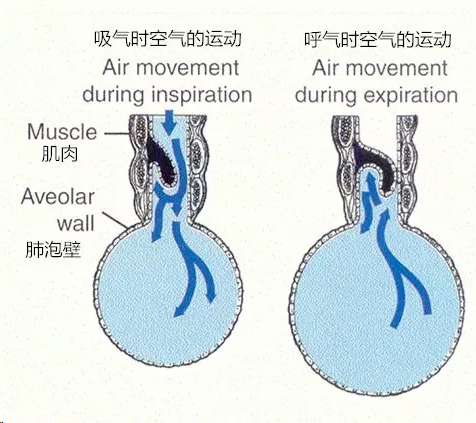 吸气时空气的运动
Air movement
during inspiration
呼气时空气的运动
Air movement
during expiration
Muscle
肌肉
Aveolar
wall
肺泡壁